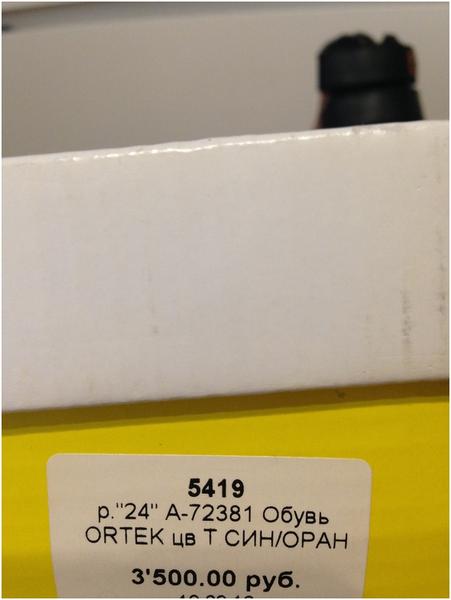 5419
р."24" А-72381 Обувь
ORTEK цв Т СИН/ОРАН
3'500.00 руб.